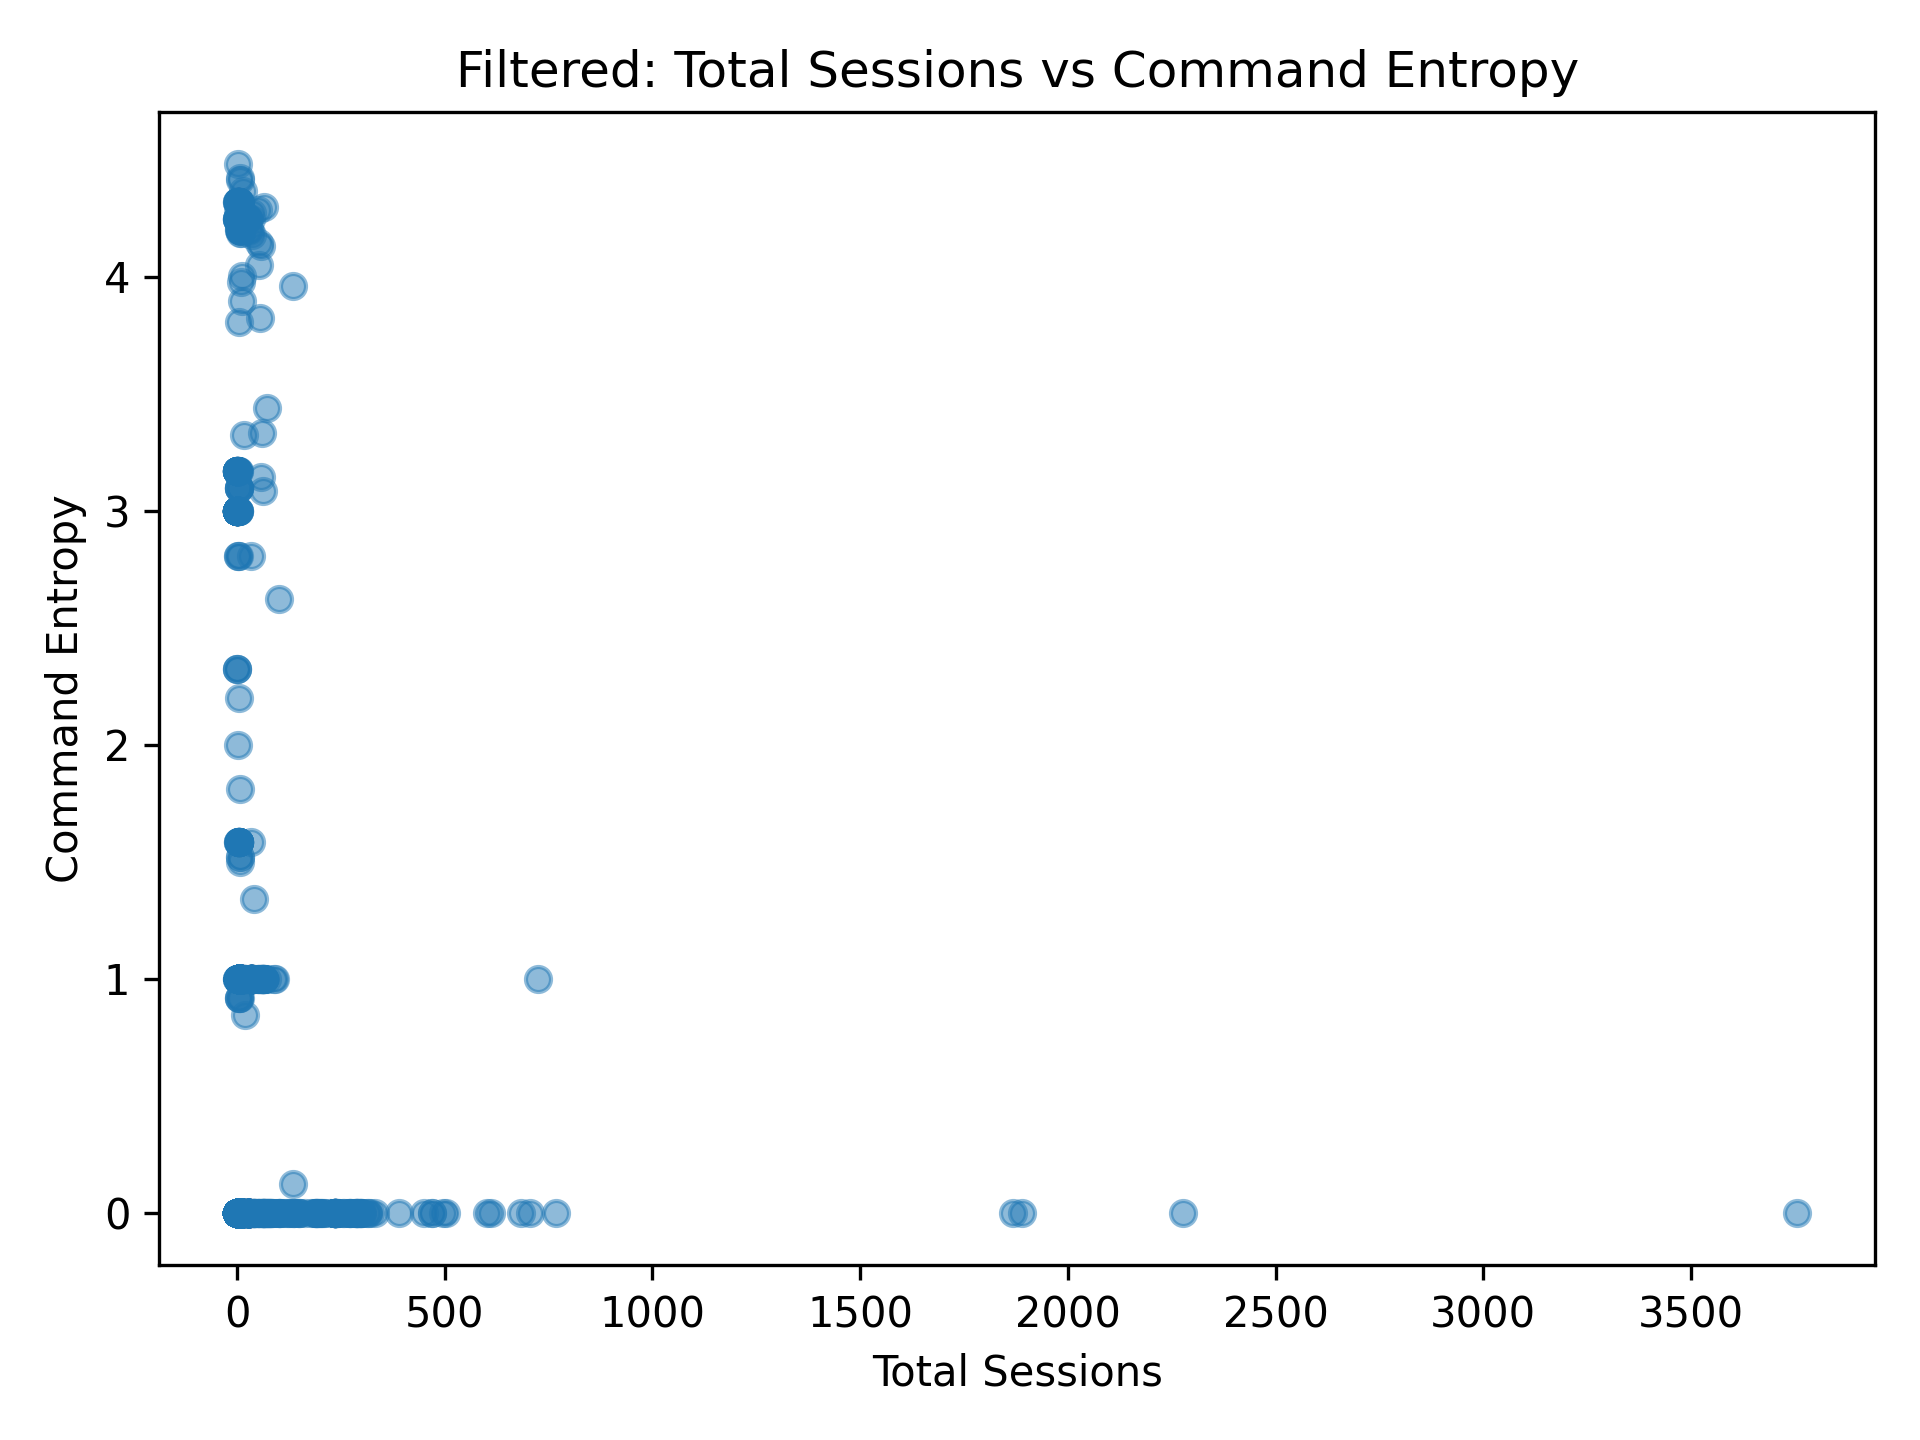 Filtered: Total Sessions vs Command Entropy
Command Entropy
4
3
2
1
0
0 500 1000 1500 2000 2500 3000 3500
Total Sessions